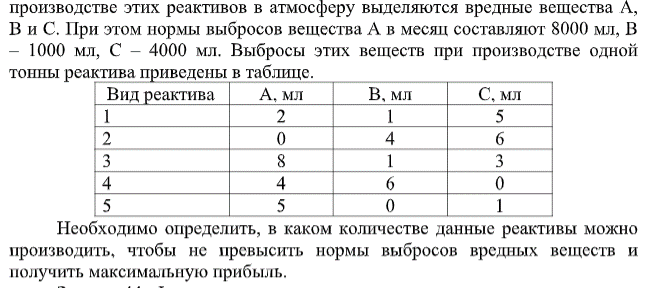 производстве этих реактивов в атмосферу выделяются вредные вещества А,
В и С. При этом нормы выбросов вещества А в месяц составляют 8000 мл, В
– 1000 мл, С – 4000 мл. Выбросы этих веществ при производстве одной
тонны реактива приведены в таблице.
Вид реактива А, мл В, мл С, мл
1 2 1 5
2 0 4 6
3 8 1 3
4 4 6 0
5 5 0 1
Необходимо определить, в каком количестве данные реактивы можно
производить, чтобы не превысить нормы выбросов вредных веществ и
получить максимальную прибыль.